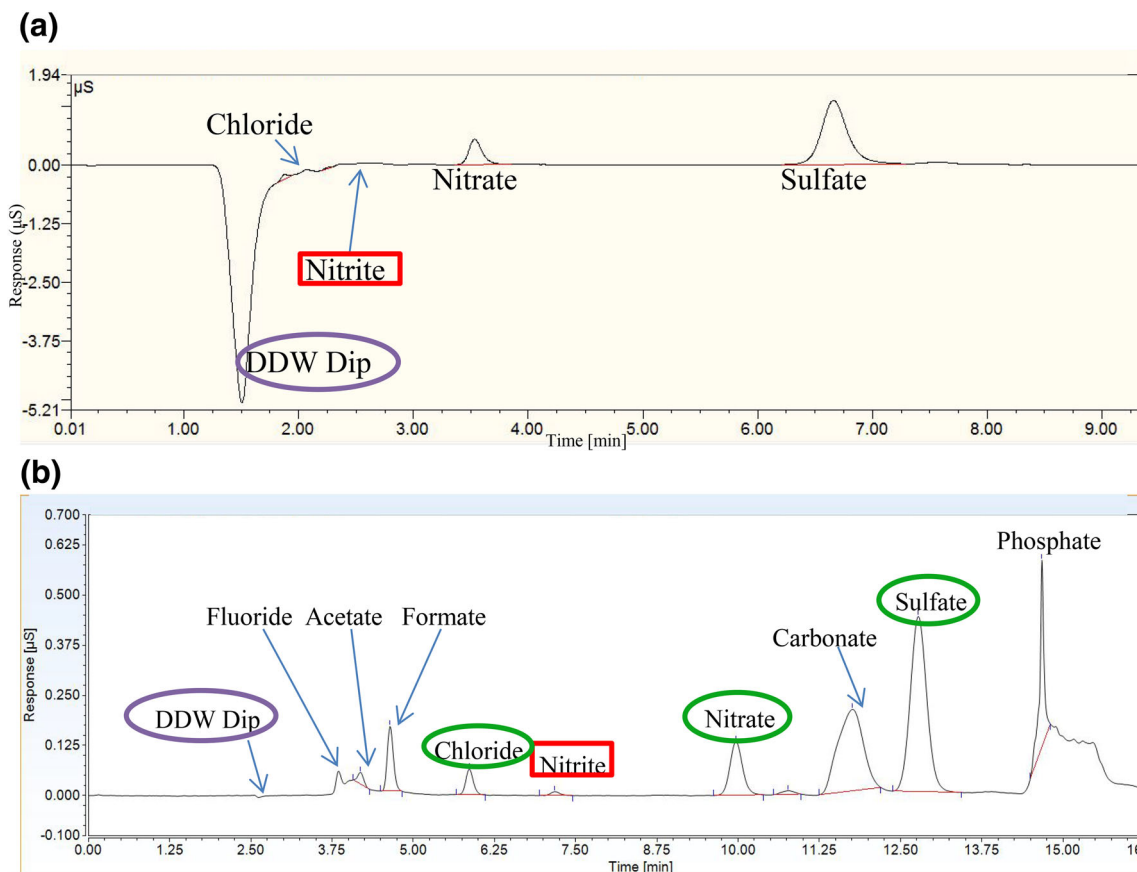 (a)
1.94
µS
Chloride
0.00
Nitrate
Sulfate
-1.25
Nitrite
-2.50
Response (µS)
-3.75
DDW Dip
-5.21
0.01 1.00 2.00 3.00 4.00 5.00 6.00 7.00 8.00 9.00
Time [min]
(b)
0.700
Phosphate
0.625
0.500
Sulfate
Fluoride Acetate Formate
Carbonate
0.375
Response [µS]
0.250
DDW Dip
Nitrate
Chloride
Nitrite
0.125
0.000
-0.100
0.00 1.25 2.50 3.75 5.00 6.25 7.50 8.75 10.00 11.25 12.50 13.75 15.00 16
Time [min]